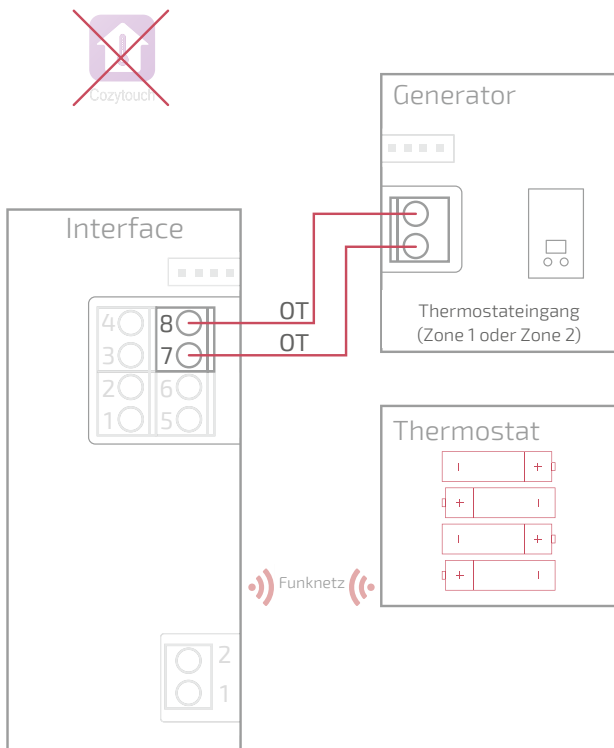 Cozytouch
Generator
Interface
Thermostateingang
(Zone 1 oder Zone 2)
4 8 OT
3 7 OT
2 6
1 5
Thermostat
- +
+ -
- +
+ -
Funknetz
2
1